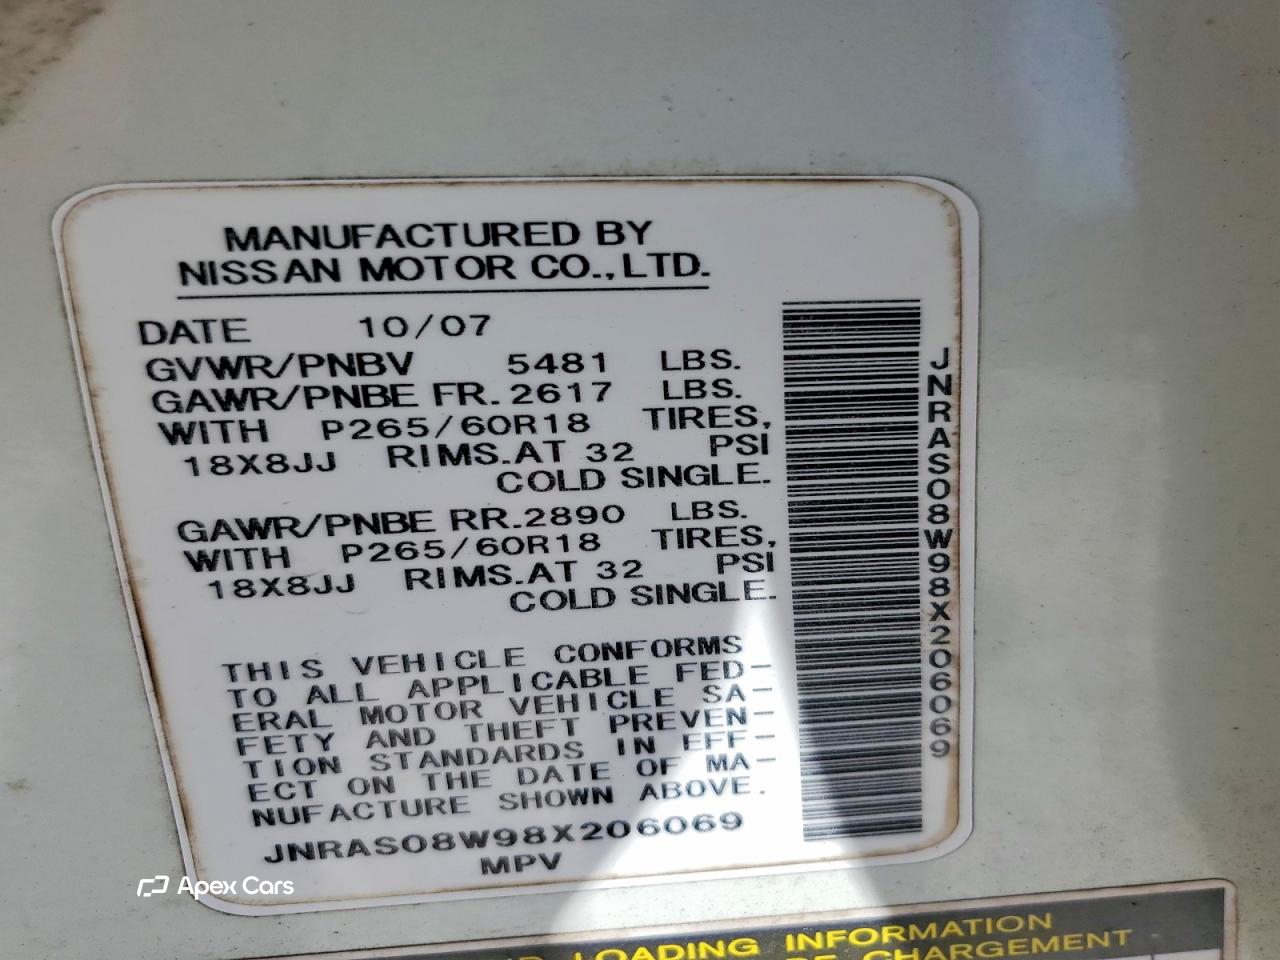 MANUFACTURED BY
NISSAN MOTOR CO., LTD.
DATE 10/07
GVWR/PNBV 5481 LBS.
GAWR/PNBE FR. 2617 LBS.
WITH P265/60R18 TIRES,
18X8JJ RIMS. AT 32 PSI
COLD SINGLE.
GAWR/PNBE RR. 2890 LBS.
WITH P265/60R18 TIRES,
18X8JJ RIMS. AT 32 PSI
COLD SINGLE.
THIS VEHICLE CONFORMS
TO ALL APPLICABLE FED-
ERAL MOTOR VEHICLE SA-
FETY AND THEFT PREVEN-
TION STANDARDS IN EFF-
ECT ON THE DATE OF MA-
NUFACTURE SHOWN ABOVE.
JNRAS08W98X206069
MPV
JNRAS08W98X206069
Apex Cars
LOADING INFORMATION
CHARGEMENT